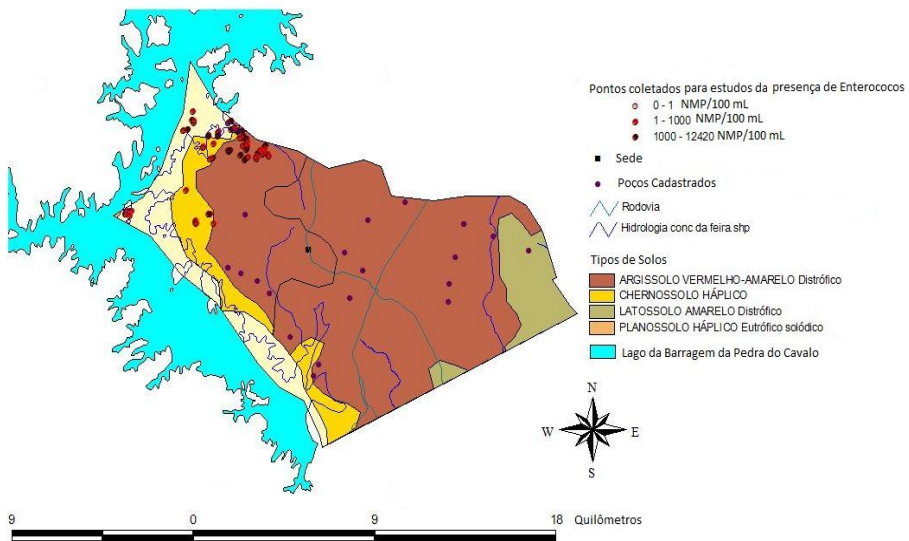 Pontos coletados para estudos da presença de Enterococos
0 - 1 NMP/100 mL
1 - 1000 NMP/100 mL
1000 - 12420 NMP/100 mL
Sede
Poços Cadastrados
Rodovia
Hidrologia conc da feira shp
Tipos de Solos
ARGISSOLO VERMELHO-AMARELO Distrófico
CHERNOSSOLO HÁPLICO
LATOSSOLO AMARELO Distrófico
PLANOSSOLO HÁPLICO Eutrófico solódico
Lago da Barragem da Pedra do Cavalo
N
W E
S
9 0 9 18 Quilômetros